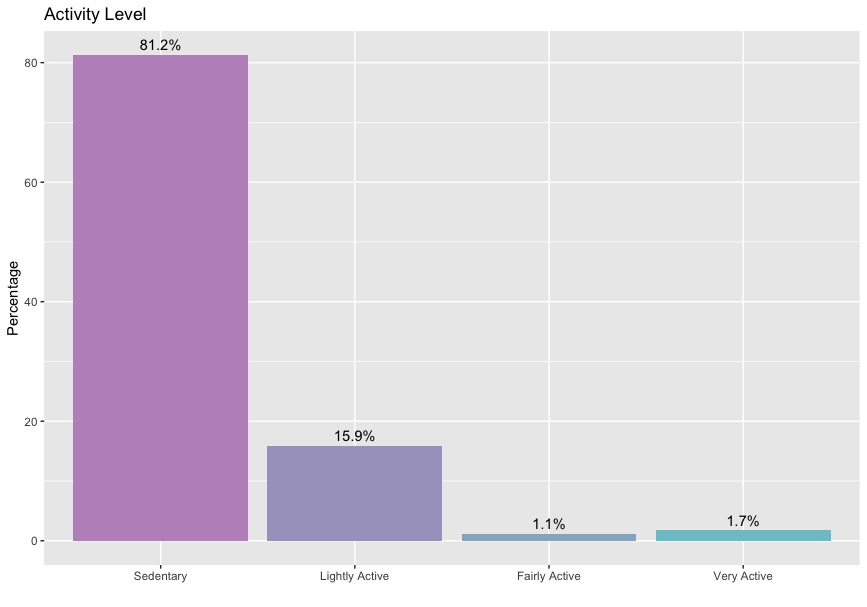 Activity Level
Percentage
80
60
40
20
0
81.2%
15.9%
1.1%
1.7%
Sedentary
Lightly Active
Fairly Active
Very Active